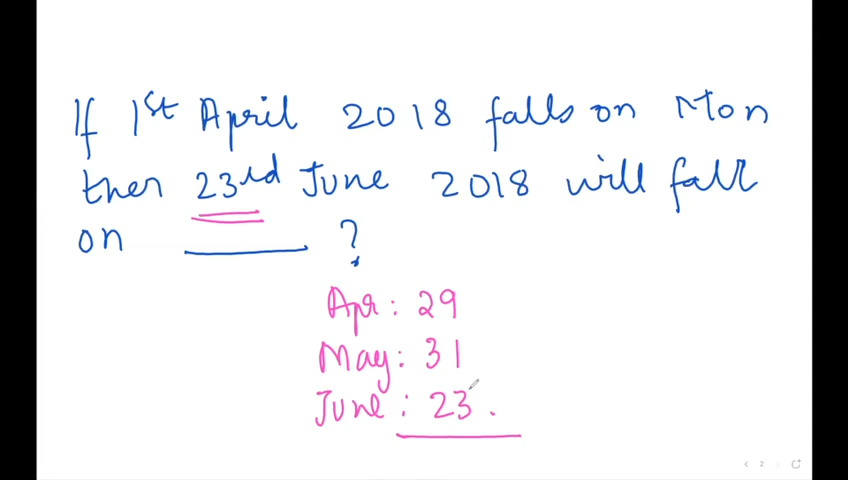 If 1st April 2018 falls on Mon
then 23rd June 2018 will fall
on ______ ?
Apr : 29
May : 31
June : 23.
2